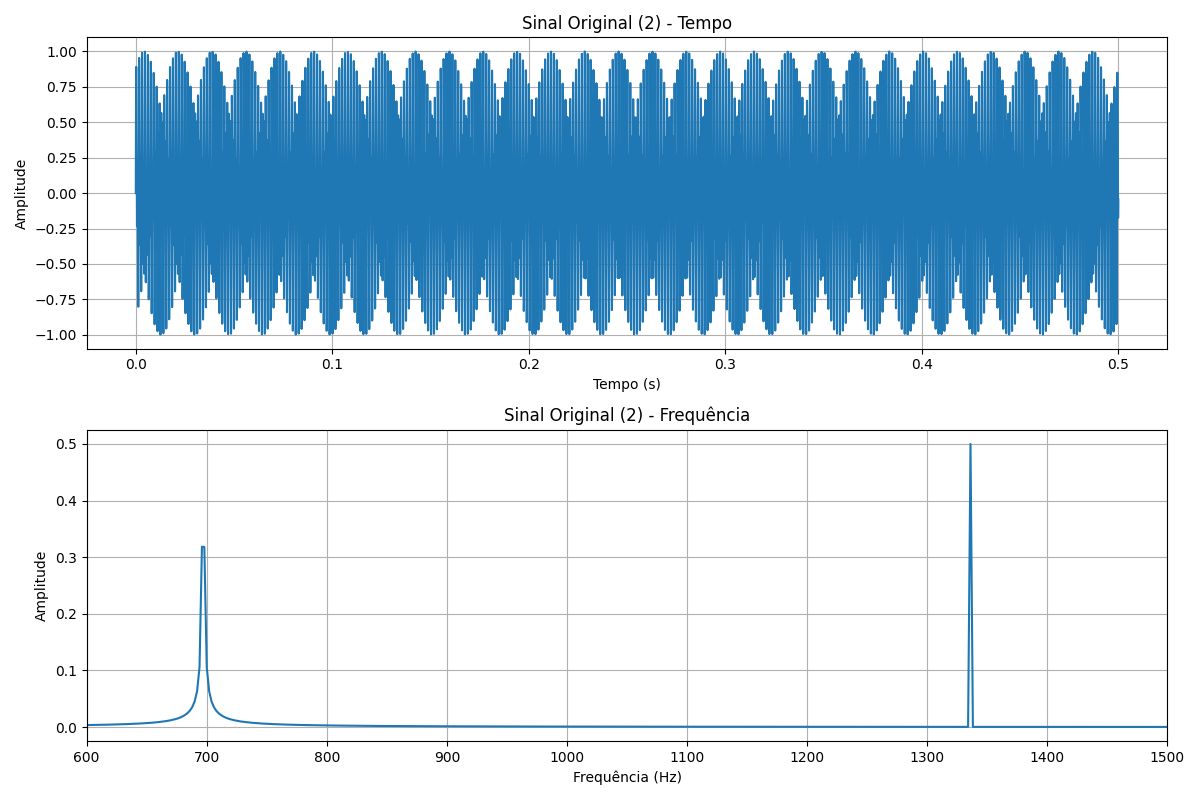 Sinal Original (2) - Tempo
Amplitude
1.00
0.75
0.50
0.25
0.00
−0.25
−0.50
−0.75
−1.00
0.0 0.1 0.2 0.3 0.4 0.5
Tempo (s)
Sinal Original (2) - Frequência
Amplitude
0.5
0.4
0.3
0.2
0.1
0.0
600 700 800 900 1000 1100 1200 1300 1400 1500
Frequência (Hz)